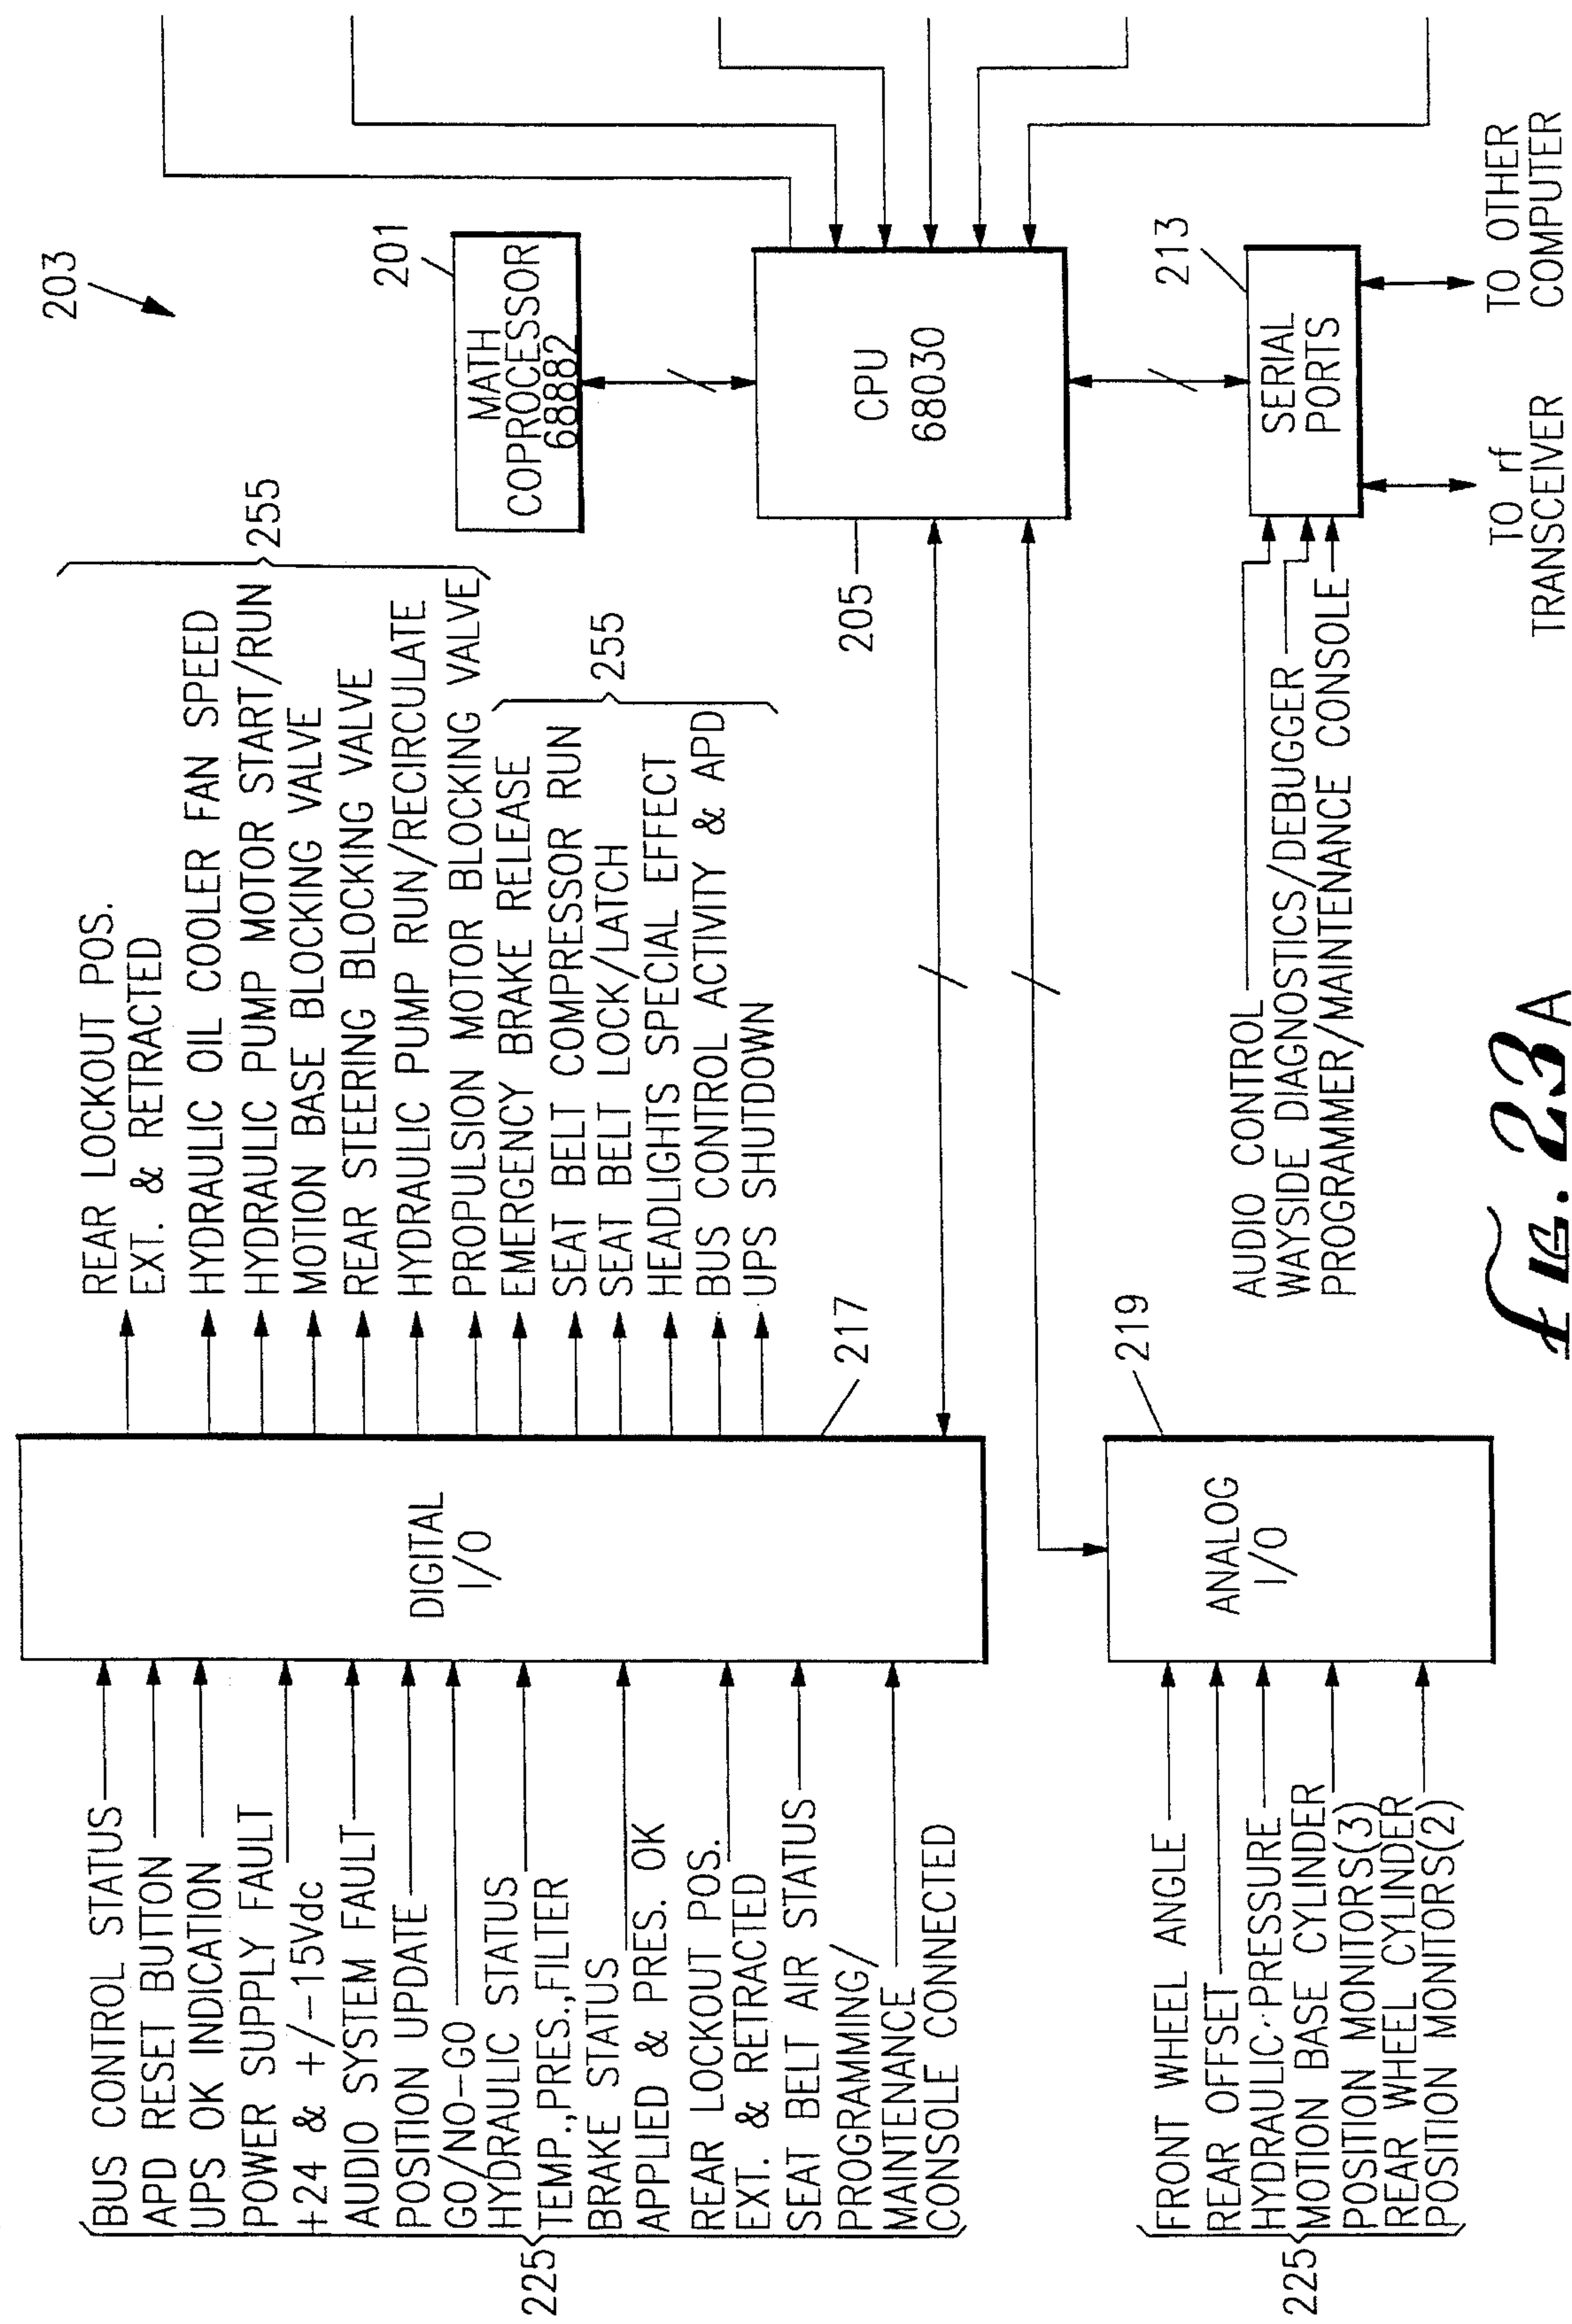 203
BUS CONTROL STATUS
APD RESET BUTTON
UPS OK INDICATION
POWER SUPPLY FAULT
+24 & +/-15Vdc
AUDIO SYSTEM FAULT
POSITION UPDATE
GO/NO-GO
HYDRAULIC STATUS
TEMP.,PRES.,FILTER
BRAKE STATUS
APPLIED & PRES. OK
REAR LOCKOUT POS.
EXT. & RETRACTED
SEAT BELT AIR STATUS
PROGRAMMING/
MAINTENANCE
CONSOLE CONNECTED
225
DIGITAL
I/O
217
REAR LOCKOUT POS.
EXT. & RETRACTED
HYDRAULIC OIL COOLER FAN SPEED
HYDRAULIC PUMP MOTOR START/RUN
MOTION BASE BLOCKING VALVE
REAR STEERING BLOCKING VALVE
HYDRAULIC PUMP RUN/RECIRCULATE
PROPULSION MOTOR BLOCKING VALVE
255
EMERGENCY BRAKE RELEASE
SEAT BELT COMPRESSOR RUN
SEAT BELT LOCK/LATCH
HEADLIGHTS SPECIAL EFFECT
BUS CONTROL ACTIVITY & APD
UPS SHUTDOWN
255
201
MATH
COPROCESSOR
68882
CPU
68030
205
FRONT WHEEL ANGLE
REAR OFFSET
HYDRAULIC PRESSURE
MOTION BASE CYLINDER
POSITION MONITORS(3)
REAR WHEEL CYLINDER
POSITION MONITORS(2)
225
ANALOG
I/O
219
AUDIO CONTROL
WAYSIDE DIAGNOSTICS/DEBUGGER
PROGRAMMER/MAINTENANCE CONSOLE
213
SERIAL
PORTS
TO rf
TRANSCEIVER
TO OTHER
COMPUTER
FIG. 23A